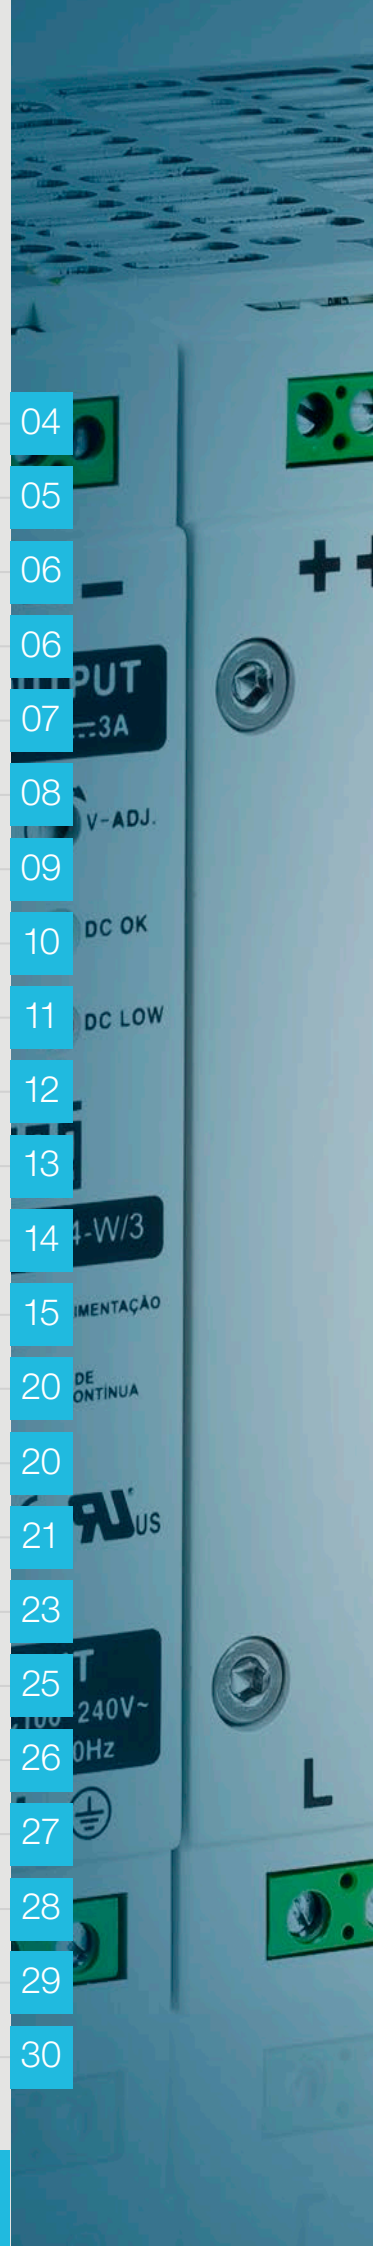 04
05
+ +
06
–
06
PUT
07
⎓3A
08
V-ADJ.
09
10
DC OK
11
DC LOW
12
13
14
4-W/3
15
IMENTAÇÃO
20
DE
ONTÍNUA
20
21
US
23
25
T
240V~
26
0Hz
L
27
28
29
30